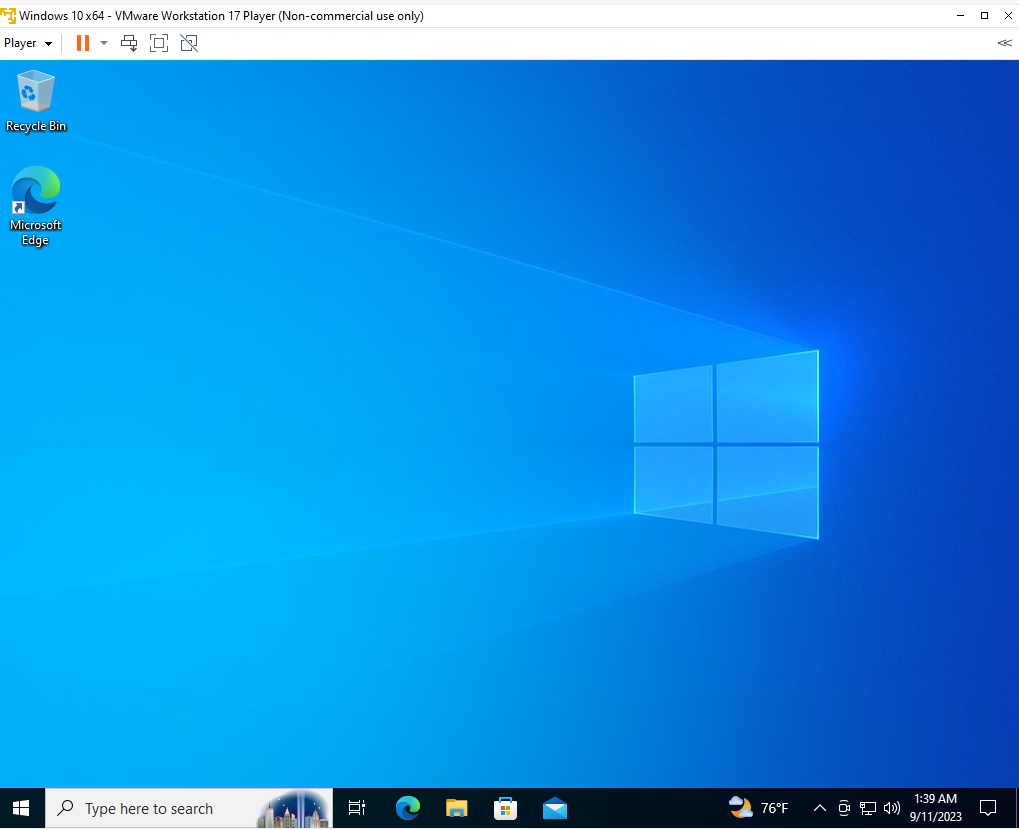 Windows 10 x64 - VMware Workstation 17 Player (Non-commercial use only)
Player
Recycle Bin
Microsoft
Edge
Type here to search
76°F
1:39 AM
9/11/2023